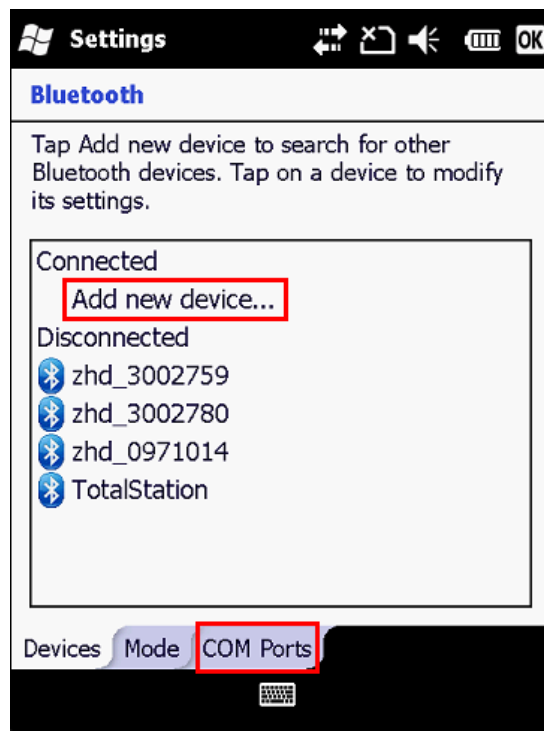 Settings
OK
Bluetooth
Tap Add new device to search for other
Bluetooth devices. Tap on a device to modify
its settings.
Connected
Add new device...
Disconnected
zhd_3002759
zhd_3002780
zhd_0971014
TotalStation
Devices Mode COM Ports